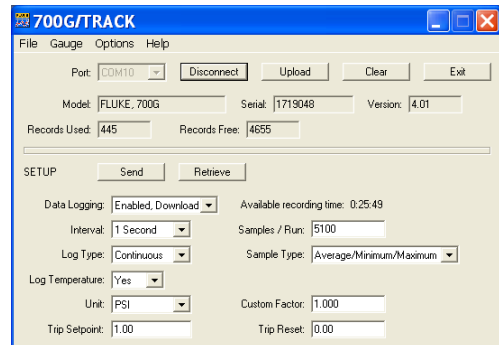 700G/TRACK
File Gauge Options Help
Port: COM10 Disconnect Upload Clear Exit
Model: FLUKE, 700G Serial: 1719048 Version: 4.01
Records Used: 445 Records Free: 4655
SETUP Send Retrieve
Data Logging: Enabled, Download Available recording time: 0:25:49
Interval: 1 Second Samples / Run: 5100
Log Type: Continuous Sample Type: Average/Minimum/Maximum
Log Temperature: Yes
Unit: PSI Custom Factor: 1.000
Trip Setpoint: 1.00 Trip Reset: 0.00